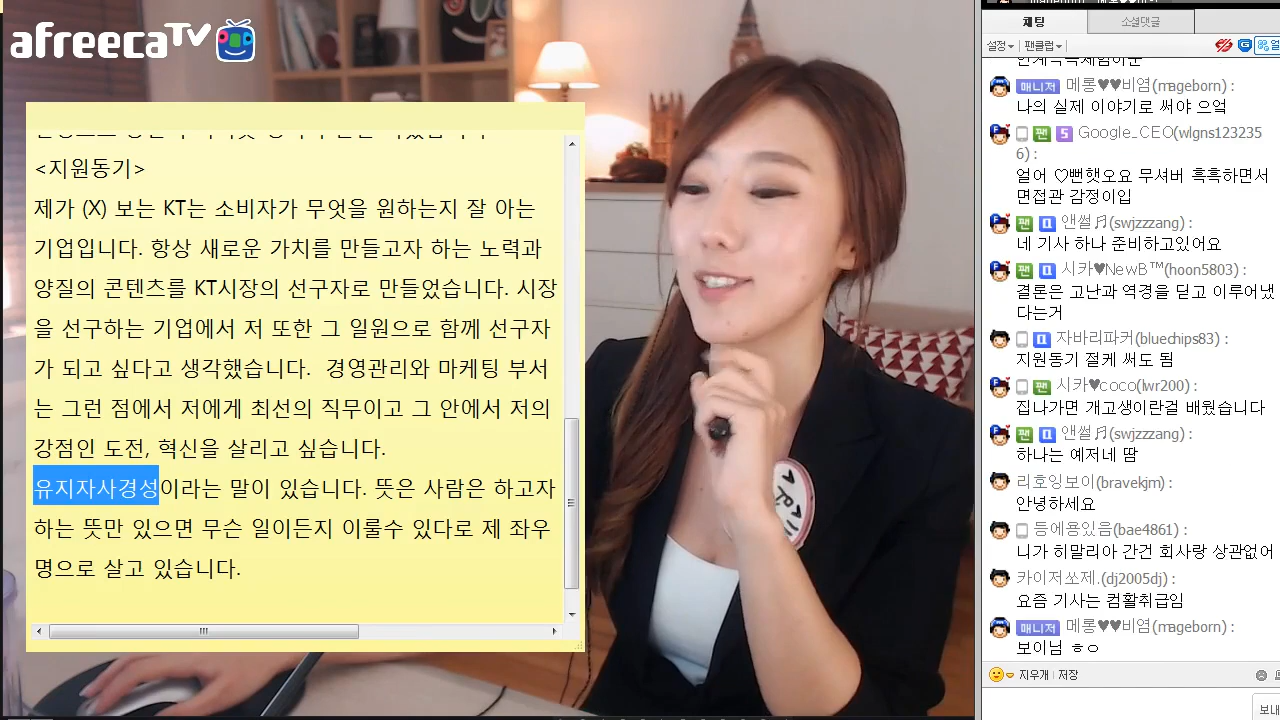 afreecaTV
<지원동기>
제가 (X) 보는 KT는 소비자가 무엇을 원하는지 잘 아는
기업입니다. 항상 새로운 가치를 만들고자 하는 노력과
양질의 콘텐츠를 KT시장의 선구자로 만들었습니다. 시장
을 선구하는 기업에서 저 또한 그 일원으로 함께 선구자
가 되고 싶다고 생각했습니다. 경영관리와 마케팅 부서
는 그런 점에서 저에게 최선의 직무이고 그 안에서 저의
강점인 도전, 혁신을 살리고 싶습니다.
유지자사경성이라는 말이 있습니다. 뜻은 사람은 하고자
하는 뜻만 있으면 무슨 일이든지 이룰수 있다로 제 좌우
명으로 살고 있습니다.
채팅
소셜댓글
설정
팬클럽
매니저 메롱♥♥비염(mageborn) :
나의 실제 이야기로 써야 으엌
팬 S Google_CEO(wlgns123235
6) :
얼어 ♡뻔했오요 무셔버 흑흑하면서
면접관 감정이입
팬 앤썰♬(swjzzzang) :
네 기사 하나 준비하고있어요
팬 시카♥NewB™(hoon5803) :
결론은 고난과 역경을 딛고 이루어냈
다는거
자바리파커(bluechips83) :
지원동기 절케 써도 됨
팬 시카♥coco(lwr200) :
집나가면 개고생이란걸 배웠습니다
팬 앤썰♬(swjzzzang) :
하나는 예저네 땀
리호잉보이(bravekjm) :
안녕하세요
등에용있음(bae4861) :
니가 히말리아 간건 회사랑 상관없어
카이저쏘제.(dj2005dj) :
요즘 기사는 컴활취급임
매니저 메롱♥♥비염(mageborn) :
보이님 ㅎㅇ
지우개 저장
보내